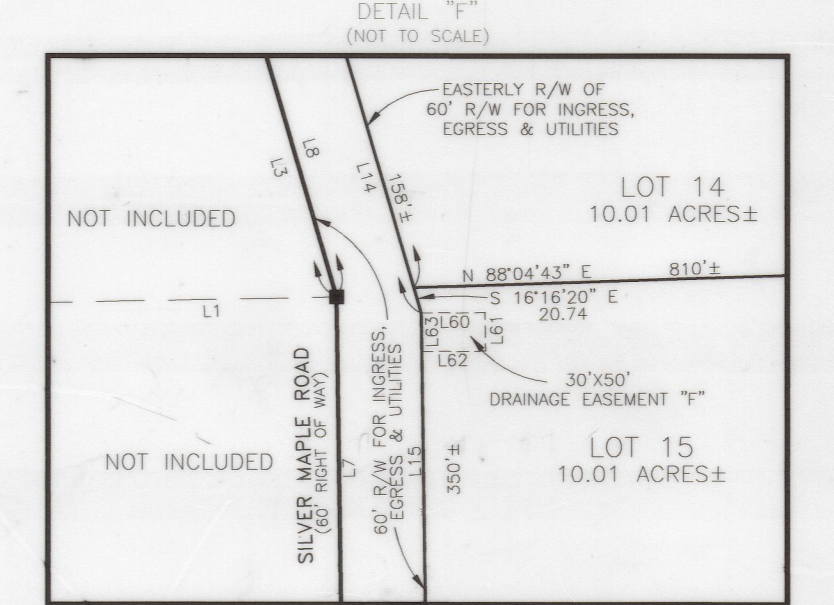 DETAIL "F"
(NOT TO SCALE)
EASTERLY R/W OF
60' R/W FOR INGRESS,
EGRESS & UTILITIES
L8
L3
L14
158'±
LOT 14
10.01 ACRES±
NOT INCLUDED
N 88°04'43" E
810'±
S 16°16'20" E
20.74
L1
L63
L60
L61
L62
30'X50'
DRAINAGE EASEMENT "F"
SILVER MAPLE ROAD
(60' RIGHT OF WAY)
L7
60' R/W FOR INGRESS,
EGRESS & UTILITIES
L15
350'±
NOT INCLUDED
LOT 15
10.01 ACRES±